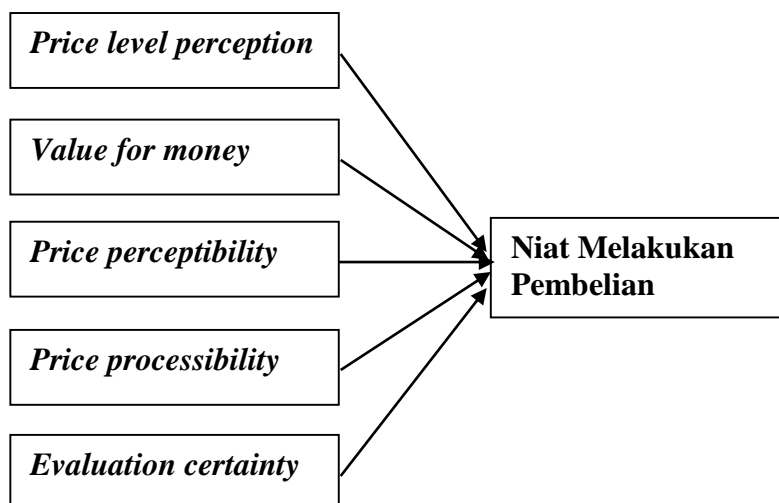 Price level perception
Value for money
Price perceptibility
Niat Melakukan
Pembelian
Price processibility
Evaluation certainty